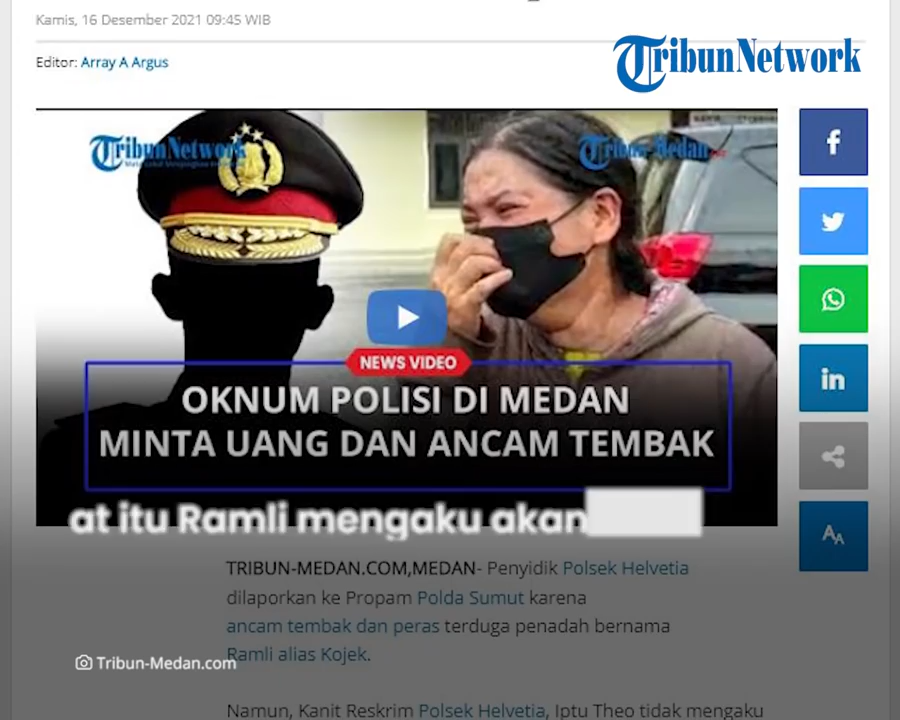 Kamis, 16 Desember 2021 09:45 WIB
Editor: Array A Argus
TribunNetwork
TribunNetwork
Tribun-Medan.com
NEWS VIDEO
OKNUM POLISI DI MEDAN
MINTA UANG DAN ANCAM TEMBAK
at itu Ramli mengaku akan
TRIBUN-MEDAN.COM,MEDAN- Penyidik Polsek Helvetia
dilaporkan ke Propam Polda Sumut karena
ancam tembak dan peras terduga penadah bernama
Ramli alias Kojek.
Tribun-Medan.com
Namun, Kanit Reskrim Polsek Helvetia, Iptu Theo tidak mengaku